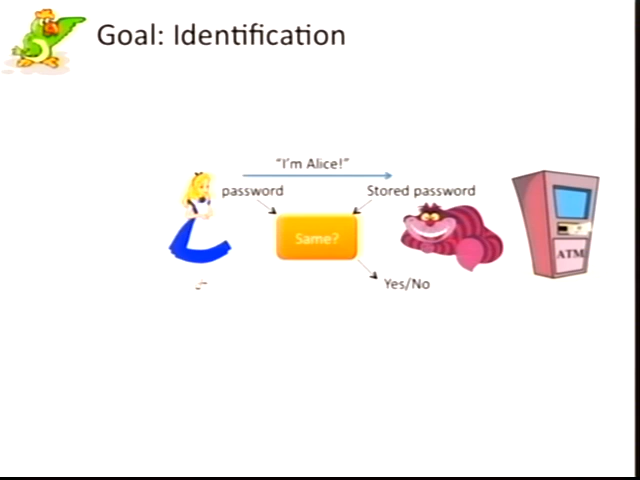 Goal: Identification
"I'm Alice!"
password
Stored password
Same?
ATM
Yes/No